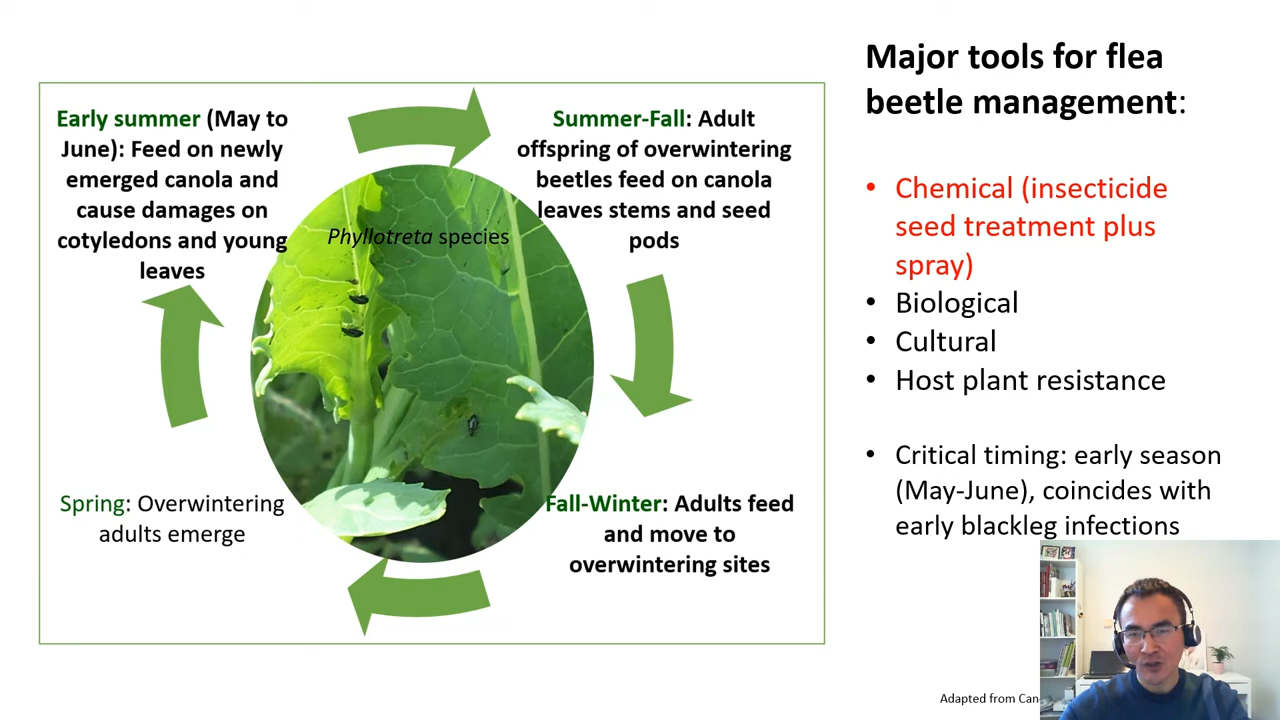 Major tools for flea
beetle management:
Early summer (May to
June): Feed on newly
emerged canola and
cause damages on
cotyledons and young
leaves
Summer-Fall: Adult
offspring of overwintering
beetles feed on canola
leaves stems and seed
pods
Phyllotreta species
Spring: Overwintering
adults emerge
Fall-Winter: Adults feed
and move to
overwintering sites
• Chemical (insecticide
seed treatment plus
spray)
• Biological
• Cultural
• Host plant resistance
• Critical timing: early season
(May-June), coincides with
early blackleg infections
Adapted from